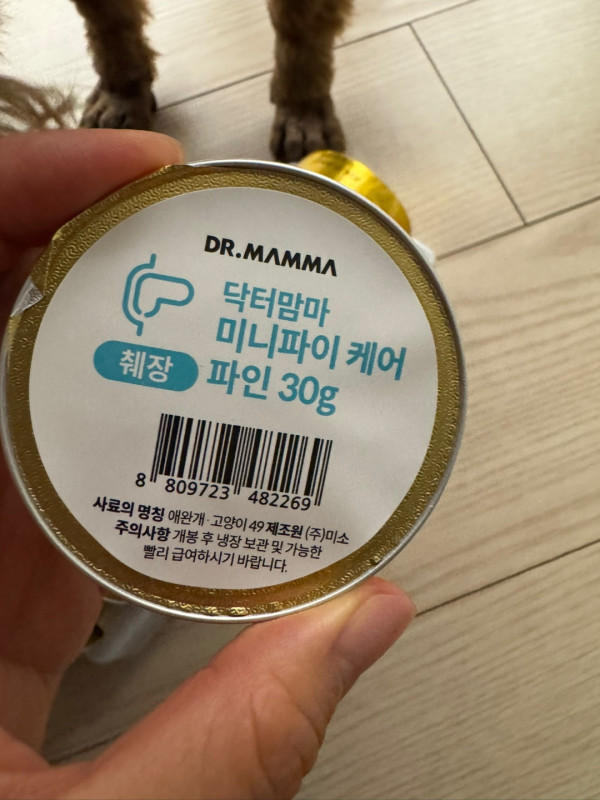 DR.MAMMA
닥터맘마
미니파이 케어
췌장 파인 30g
8 809723 482269
사료의 명칭 애완개·고양이 49 제조원 (주)미소
주의사항 개봉 후 냉장 보관 및 가능한
빨리 급여하시기 바랍니다.